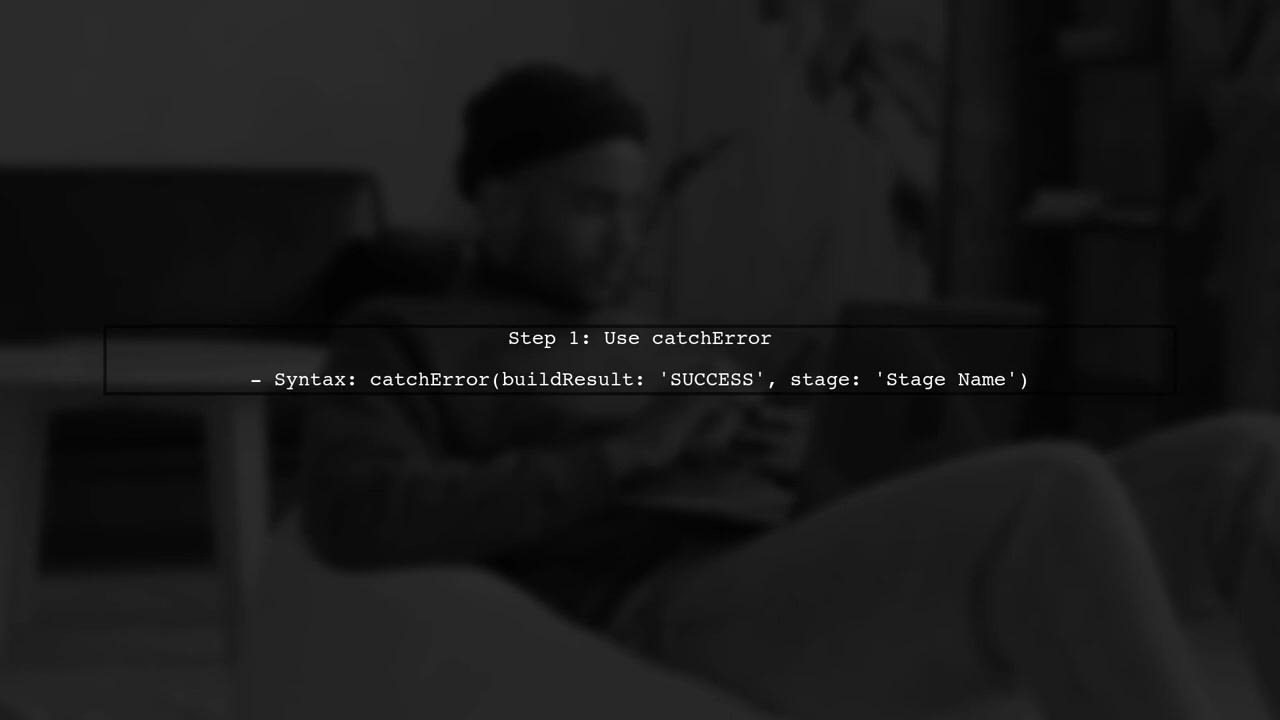 Step 1: Use catchError
- Syntax: catchError(buildResult: 'SUCCESS', stage: 'Stage Name')